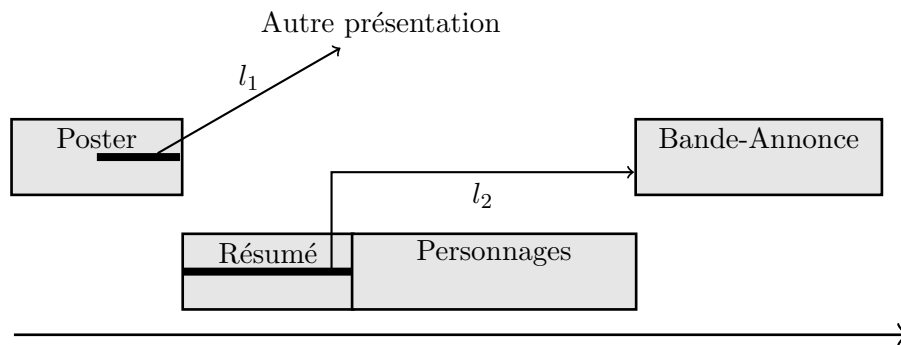 Autre présentation
l₁
Poster
Bande-Annonce
l₂
Résumé
Personnages